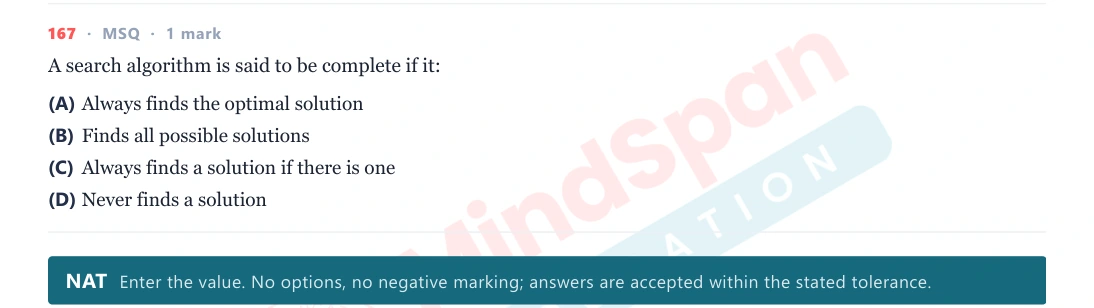 167 · MSQ · 1 mark
A search algorithm is said to be complete if it:
(A) Always finds the optimal solution
(B) Finds all possible solutions
(C) Always finds a solution if there is one
(D) Never finds a solution
MindSpan
ATION
NAT Enter the value. No options, no negative marking; answers are accepted within the stated tolerance.